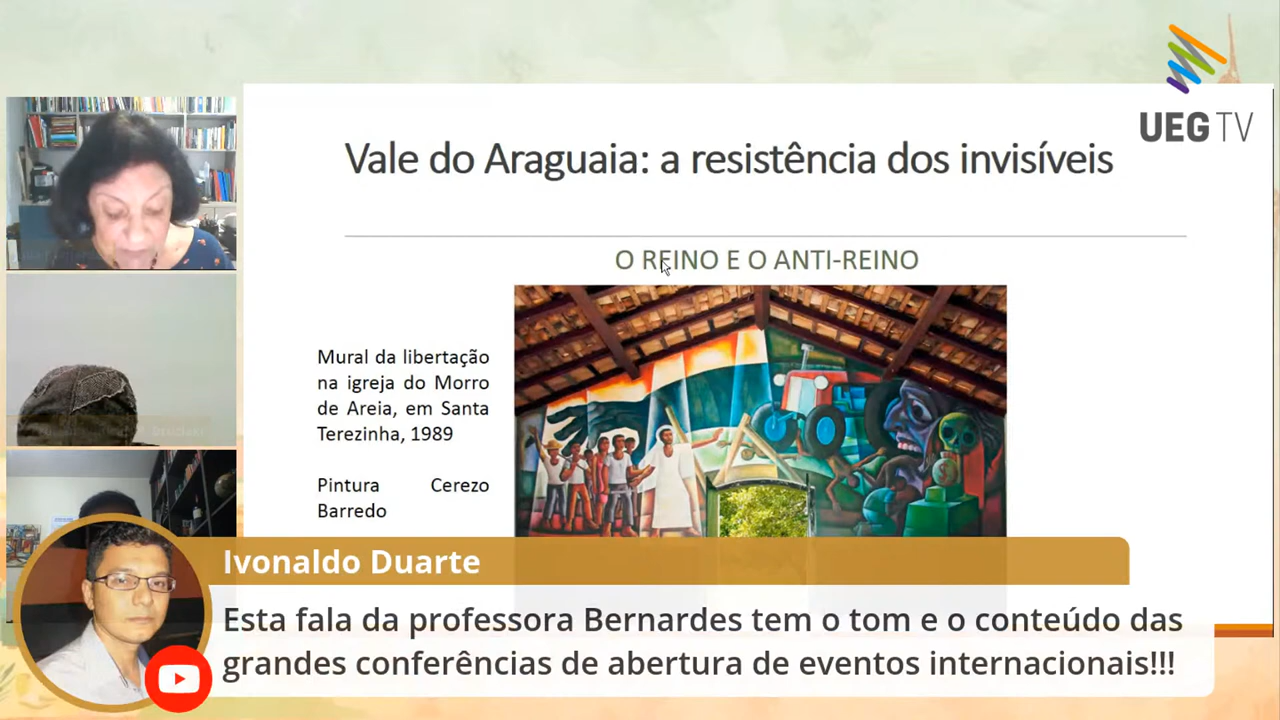 UEG TV
Vale do Araguaia: a resistência dos invisíveis
O REINO E O ANTI-REINO
Mural da libertação
na igreja do Morro
de Areia, em Santa
Terezinha, 1989
Pintura Cerezo
Barredo
Ivonaldo Duarte
Esta fala da professora Bernardes tem o tom e o conteúdo das
grandes conferências de abertura de eventos internacionais!!!